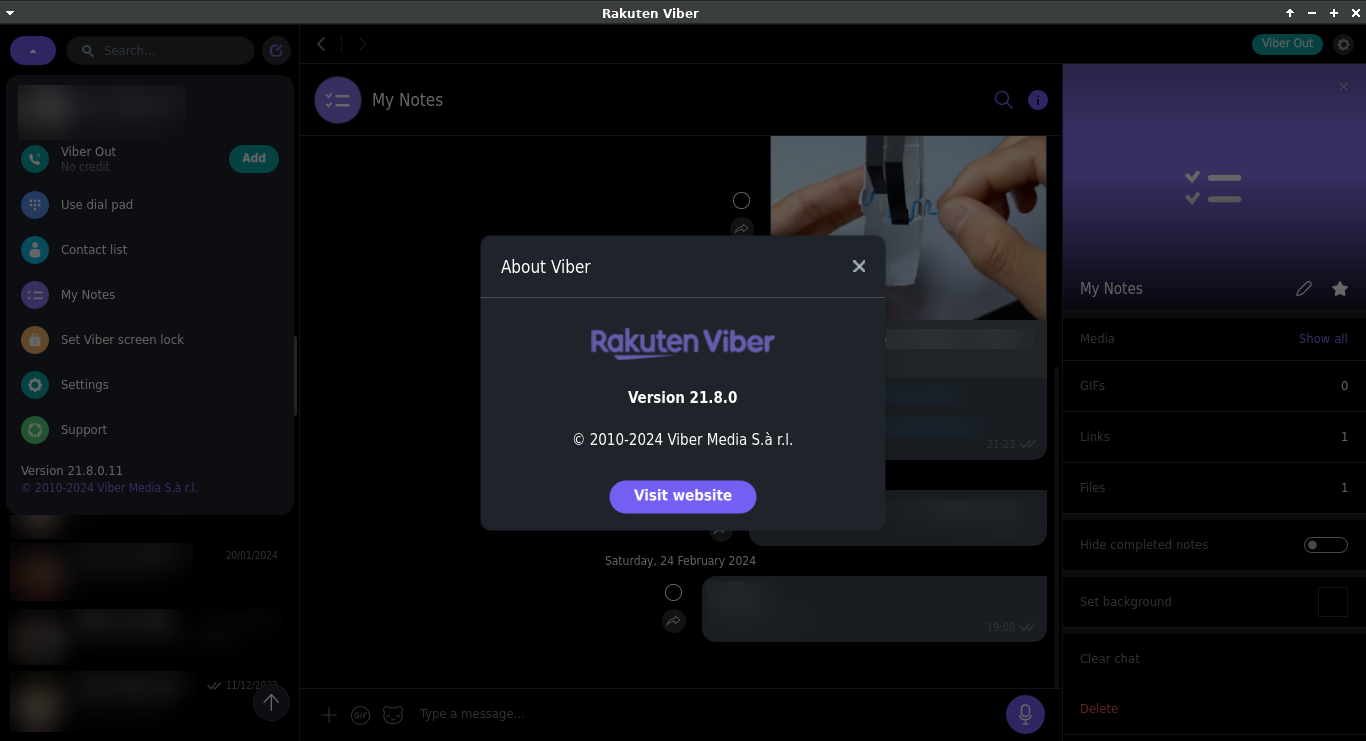 Rakuten Viber
Search...
Viber Out
My Notes
Viber Out
No credit
Add
Use dial pad
Contact list
My Notes
Set Viber screen lock
Settings
Support
Version 21.8.0.11
© 2010-2024 Viber Media S.à r.l.
20/01/2024
11/12/2023
21:23
Saturday, 24 February 2024
19:00
GIF
Type a message...
About Viber
Rakuten Viber
Version 21.8.0
© 2010-2024 Viber Media S.à r.l.
Visit website
My Notes
Media
Show all
GIFs
0
Links
1
Files
1
Hide completed notes
Set background
Clear chat
Delete